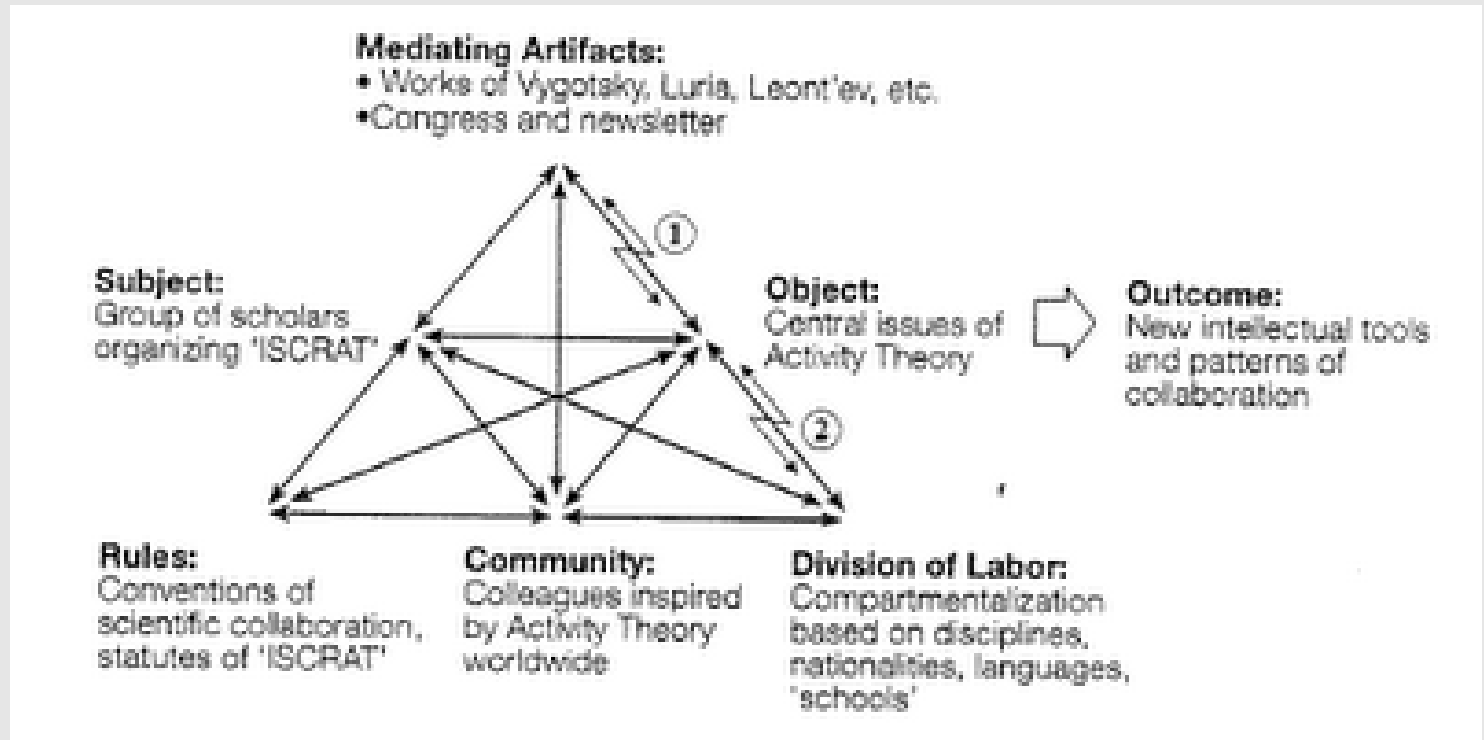 Mediating Artifacts:
• Works of Vygotsky, Luria, Leont'ev, etc.
•Congress and newsletter
①
Subject:
Group of scholars
organizing 'ISCRAT'
Object:
Central issues of
Activity Theory
Outcome:
New intellectual tools
and patterns of
collaboration
②
Rules:
Conventions of
scientific collaboration,
statutes of 'ISCRAT'
Community:
Colleagues inspired
by Activity Theory
worldwide
Division of Labor:
Compartmentalization
based on disciplines,
nationalities, languages,
'schools'